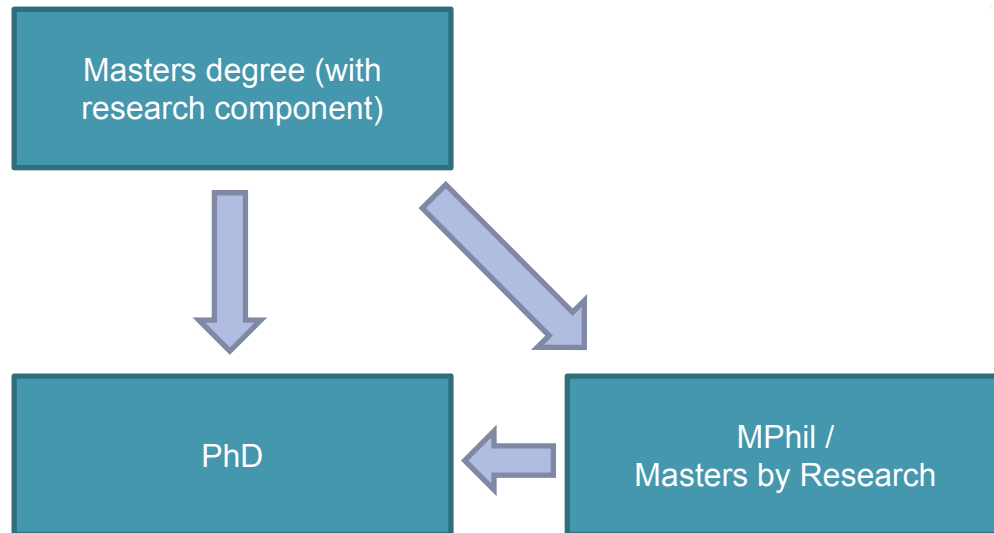 Masters degree (with
research component)
PhD
MPhil /
Masters by Research